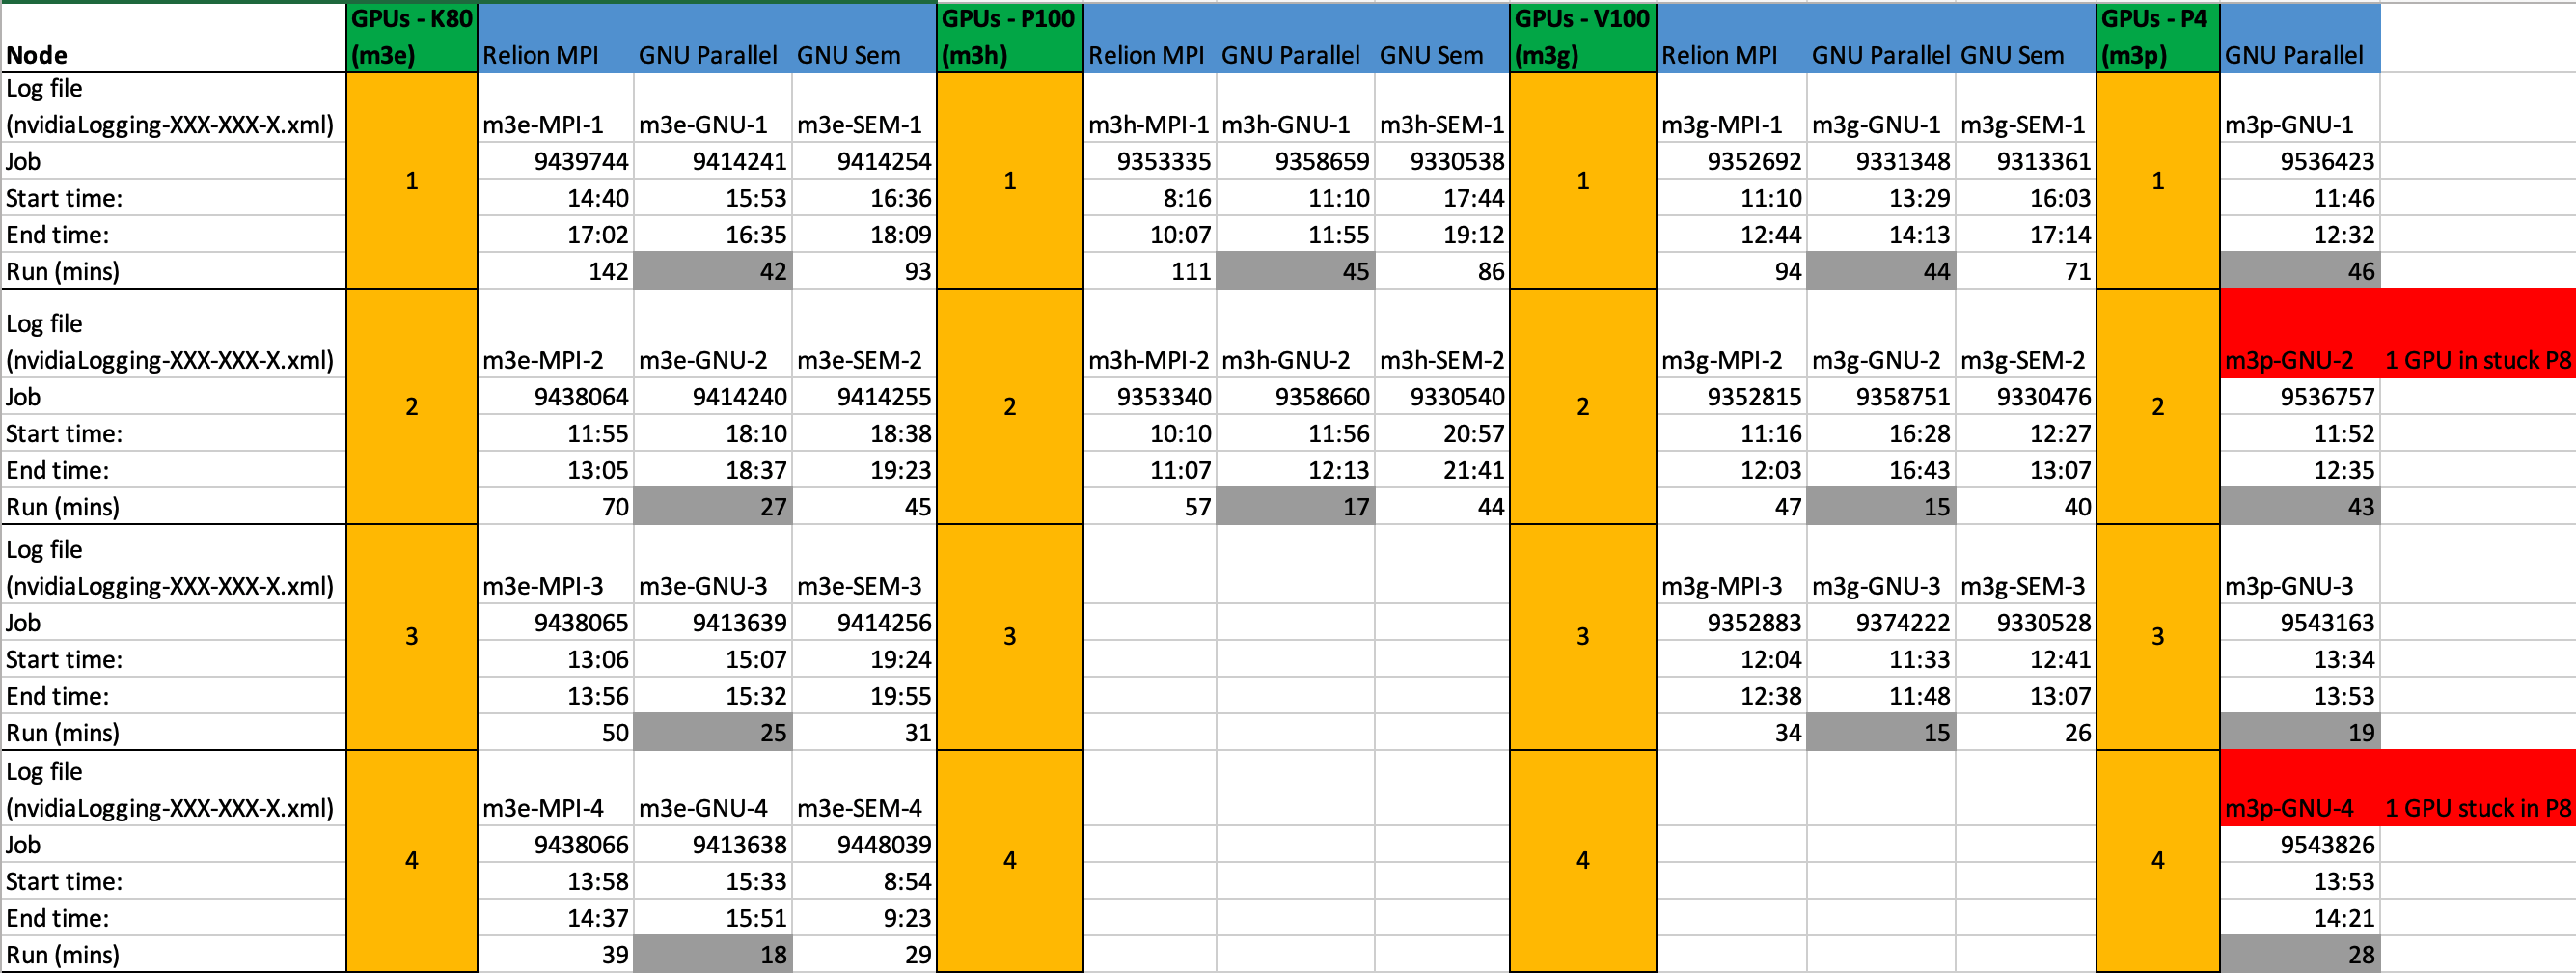 Node GPUs - K80 (m3e) Relion MPI GNU Parallel GNU Sem GPUs - P100 (m3h) Relion MPI GNU Parallel GNU Sem GPUs - V100 (m3g) Relion MPI GNU Parallel GNU Sem GPUs - P4 (m3p) GNU Parallel
Log file
(nvidiaLogging-XXX-XXX-X.xml) m3e-MPI-1 m3e-GNU-1 m3e-SEM-1 m3h-MPI-1 m3h-GNU-1 m3h-SEM-1 m3g-MPI-1 m3g-GNU-1 m3g-SEM-1 m3p-GNU-1
Job 9439744 9414241 9414254 9353335 9358659 9330538 9352692 9331348 9313361 9536423
1 1 1 1
Start time: 14:40 15:53 16:36 8:16 11:10 17:44 11:10 13:29 16:03 11:46
End time: 17:02 16:35 18:09 10:07 11:55 19:12 12:44 14:13 17:14 12:32
Run (mins) 142 42 93 111 45 86 94 44 71 46
Log file
(nvidiaLogging-XXX-XXX-X.xml) m3e-MPI-2 m3e-GNU-2 m3e-SEM-2 m3h-MPI-2 m3h-GNU-2 m3h-SEM-2 m3g-MPI-2 m3g-GNU-2 m3g-SEM-2 m3p-GNU-2 1 GPU in stuck P8
Job 9438064 9414240 9414255 9353340 9358660 9330540 9352815 9358751 9330476 9536757
2 2 2 2
Start time: 11:55 18:10 18:38 10:10 11:56 20:57 11:16 16:28 12:27 11:52
End time: 13:05 18:37 19:23 11:07 12:13 21:41 12:03 16:43 13:07 12:35
Run (mins) 70 27 45 57 17 44 47 15 40 43
Log file
(nvidiaLogging-XXX-XXX-X.xml) m3e-MPI-3 m3e-GNU-3 m3e-SEM-3 m3g-MPI-3 m3g-GNU-3 m3g-SEM-3 m3p-GNU-3
Job 9438065 9413639 9414256 9352883 9374222 9330528 9543163
3 3 3 3
Start time: 13:06 15:07 19:24 12:04 11:33 12:41 13:34
End time: 13:56 15:32 19:55 12:38 11:48 13:07 13:53
Run (mins) 50 25 31 34 15 26 19
Log file
(nvidiaLogging-XXX-XXX-X.xml) m3e-MPI-4 m3e-GNU-4 m3e-SEM-4 m3p-GNU-4 1 GPU stuck in P8
Job 9438066 9413638 9448039 9543826
4 4 4 4
Start time: 13:58 15:33 8:54 13:53
End time: 14:37 15:51 9:23 14:21
Run (mins) 39 18 29 28